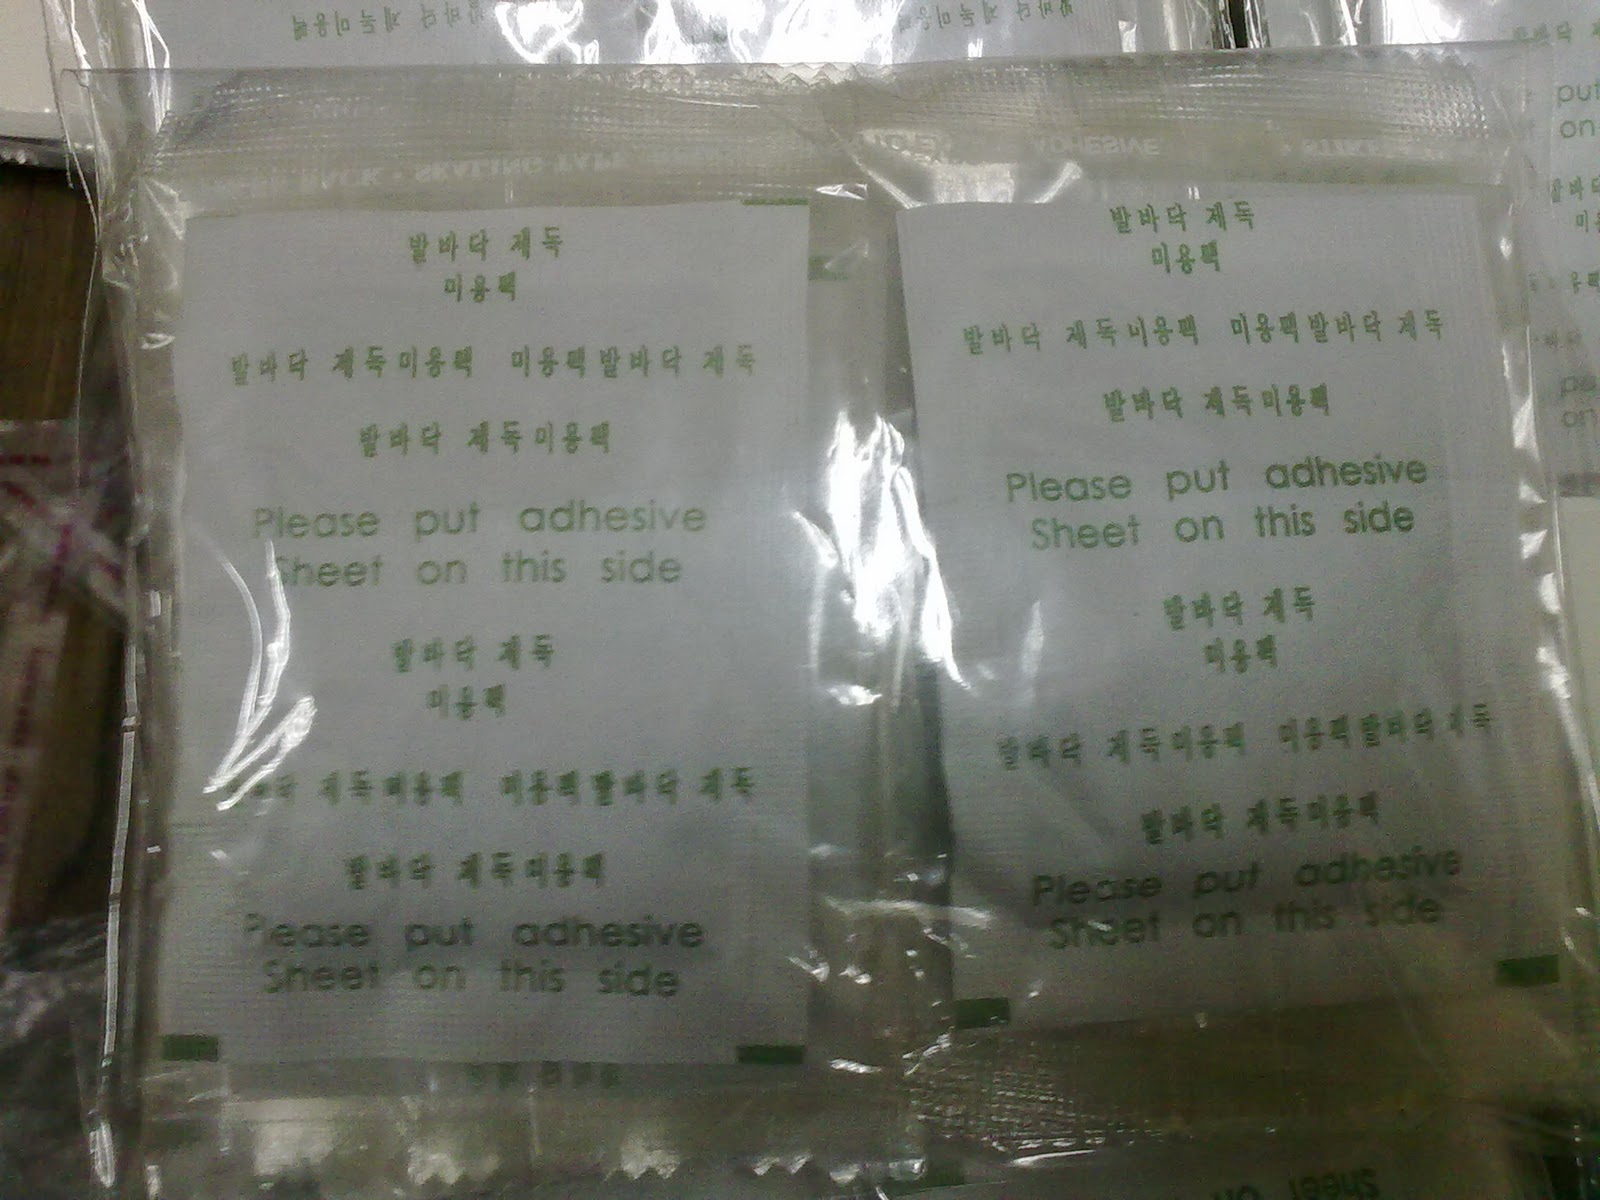 발바닥 제독
미용팩
발바닥 제독미용팩 미용팩발바닥 제독
발바닥 제독미용팩
Please put adhesive
Sheet on this side
발바닥 제독
미용팩
제독미용팩 미용팩발바닥 제독
발바닥 제독미용팩
Please put adhesive
Sheet on this side
발바닥 제독
미용팩
발바닥 제독미용팩 미용팩발바닥 제독
발바닥 제독미용팩
Please put adhesive
Sheet on this side
발바닥 제독
미용팩
발바닥 제독미용팩 미용팩발바닥 제독
발바닥 제독미용팩
Please put adhesive
Sheet on this side
SEALING TAPE
ADHESIVE
put
on
Sheet on